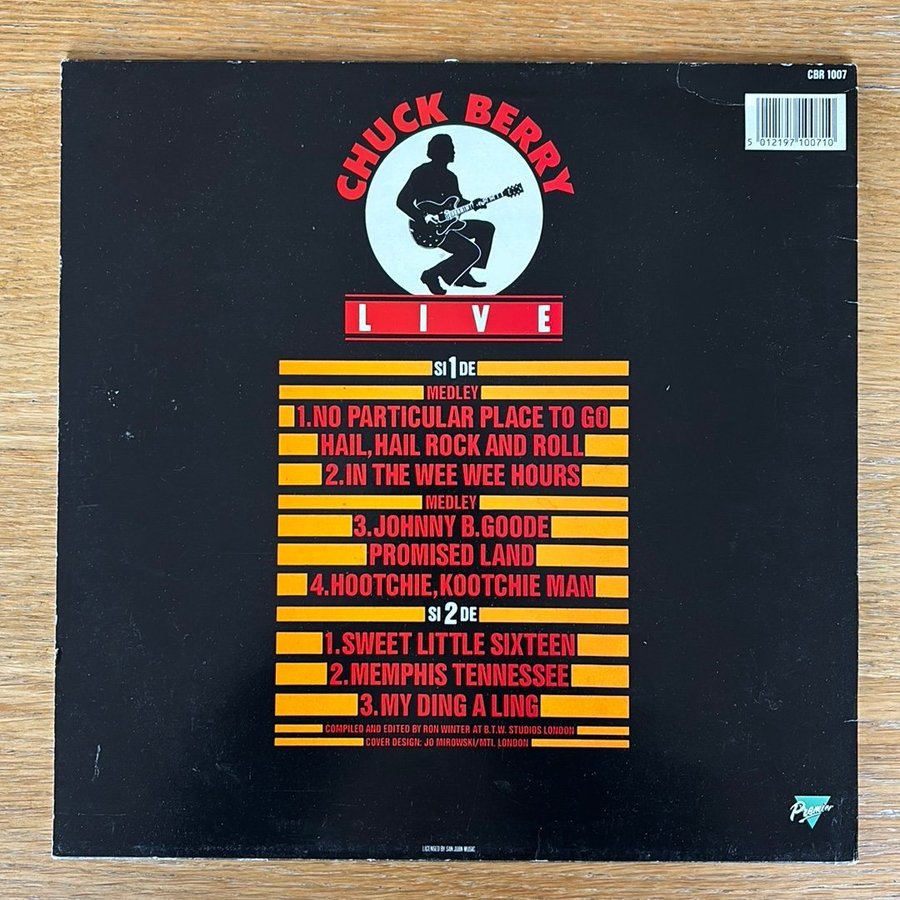 CBR 1007
5 012197 100710
CHUCK BERRY
LIVE
SI1DE
MEDLEY
1.NO PARTICULAR PLACE TO GO
HAIL,HAIL ROCK AND ROLL
2.IN THE WEE WEE HOURS
MEDLEY
3.JOHNNY B.GOODE
PROMISED LAND
4.HOOTCHIE,KOOTCHIE MAN
SI2DE
1.SWEET LITTLE SIXTEEN
2.MEMPHIS TENNESSEE
3.MY DING A LING
COMPILED AND EDITED BY RON WINTER AT B.T.W. STUDIOS LONDON
COVER DESIGN: JO MIROWSKI/MTI, LONDON
Premier
LICENSED BY SAN JUAN MUSIC